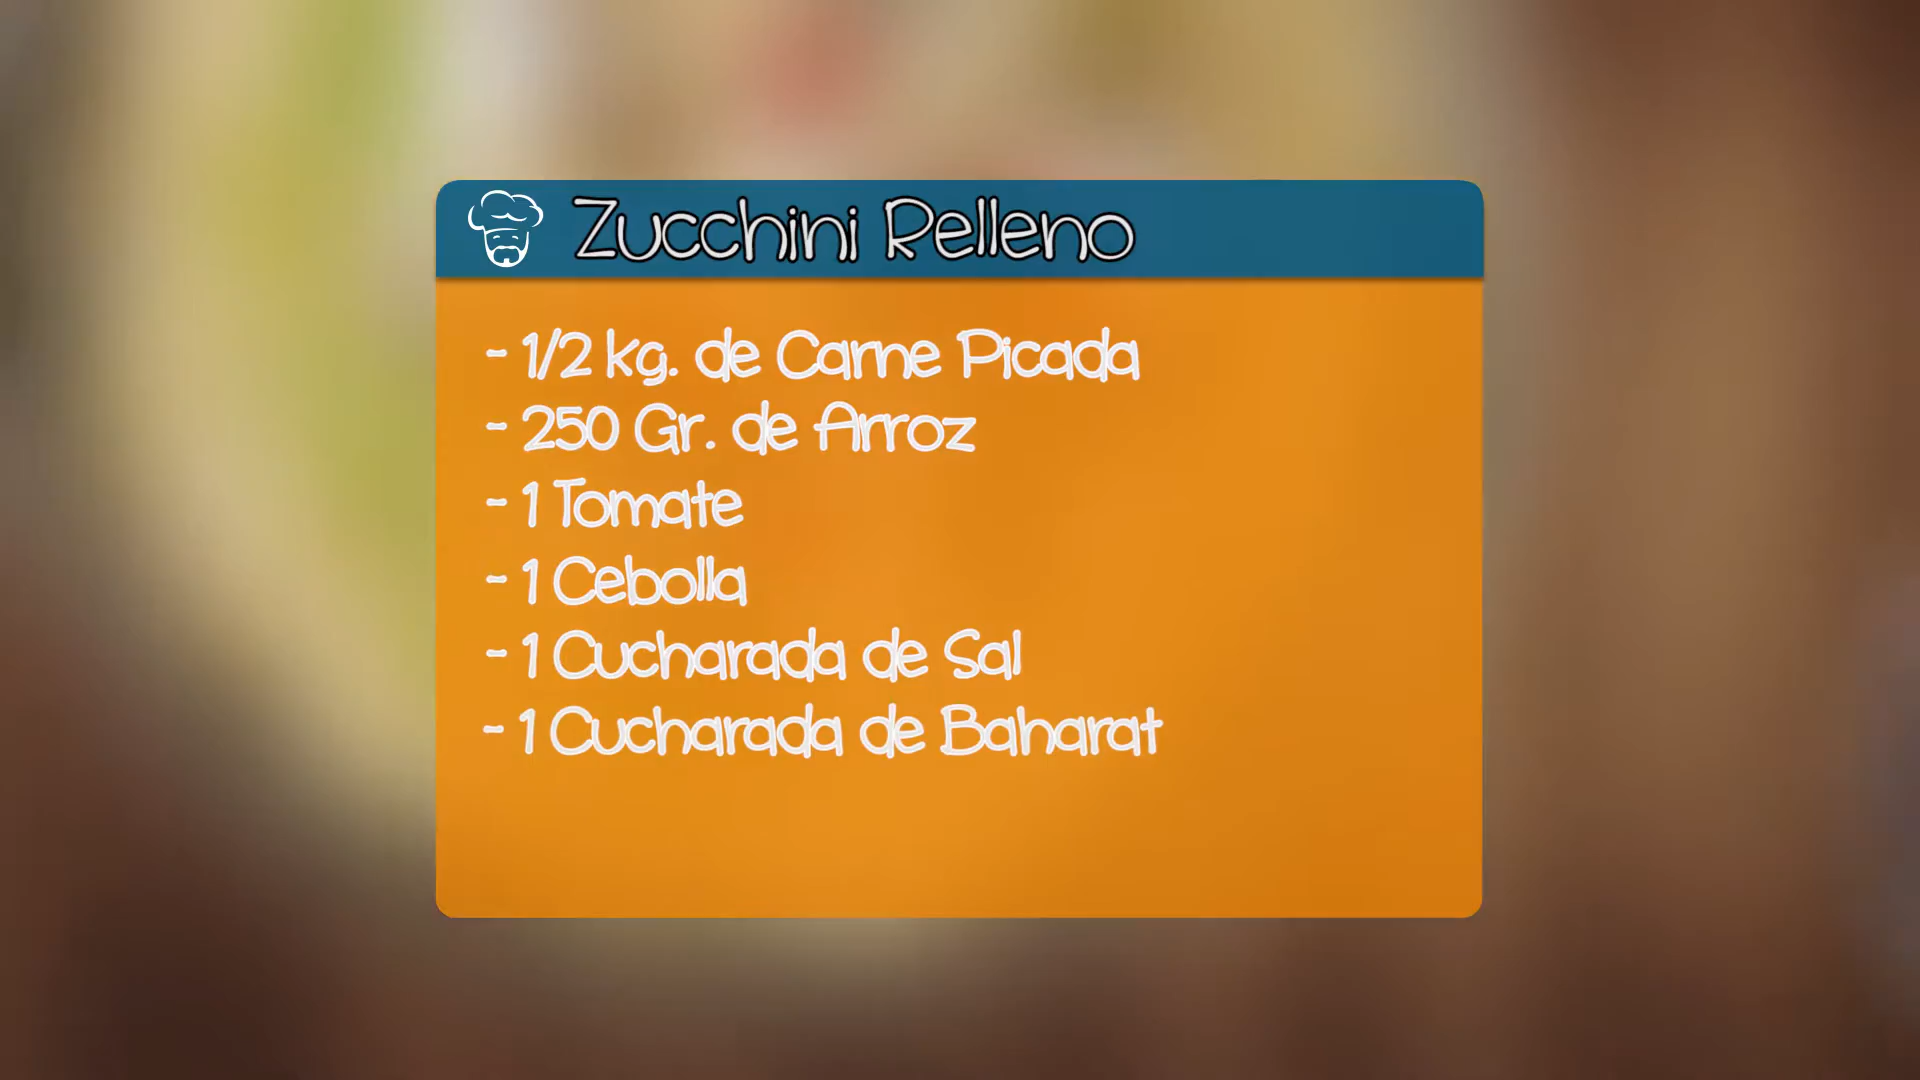 Zucchini Relleno
- 1/2 kg. de Carne Picada
- 250 Gr. de Arroz
- 1 Tomate
- 1 Cebolla
- 1 Cucharada de Sal
- 1 Cucharada de Baharat